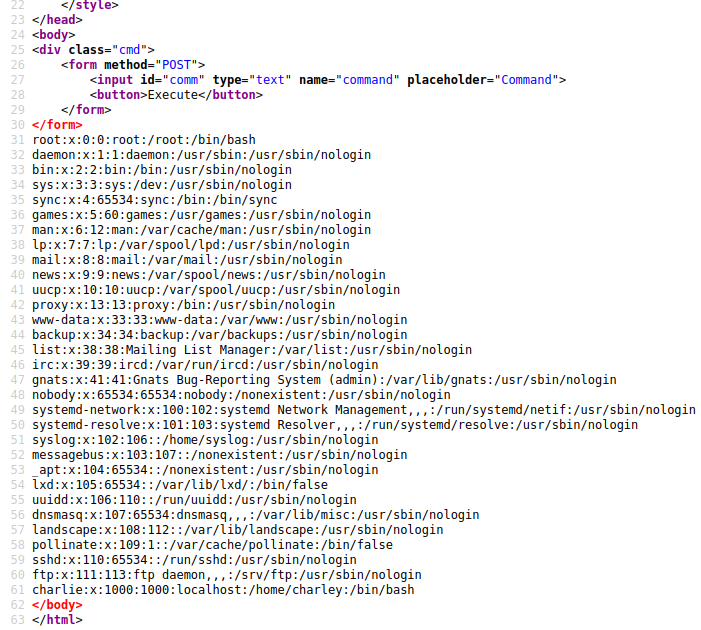 22     </style>
23 </head>
24 <body>
25 <div class="cmd">
26     <form method="POST">
27         <input id="comm" type="text" name="command" placeholder="Command">
28         <button>Execute</button>
29     </form>
30 </form>
31 root:x:0:0:root:/root:/bin/bash
32 daemon:x:1:1:daemon:/usr/sbin:/usr/sbin/nologin
33 bin:x:2:2:bin:/bin:/usr/sbin/nologin
34 sys:x:3:3:sys:/dev:/usr/sbin/nologin
35 sync:x:4:65534:sync:/bin:/bin/sync
36 games:x:5:60:games:/usr/games:/usr/sbin/nologin
37 man:x:6:12:man:/var/cache/man:/usr/sbin/nologin
38 lp:x:7:7:lp:/var/spool/lpd:/usr/sbin/nologin
39 mail:x:8:8:mail:/var/mail:/usr/sbin/nologin
40 news:x:9:9:news:/var/spool/news:/usr/sbin/nologin
41 uucp:x:10:10:uucp:/var/spool/uucp:/usr/sbin/nologin
42 proxy:x:13:13:proxy:/bin:/usr/sbin/nologin
43 www-data:x:33:33:www-data:/var/www:/usr/sbin/nologin
44 backup:x:34:34:backup:/var/backups:/usr/sbin/nologin
45 list:x:38:38:Mailing List Manager:/var/list:/usr/sbin/nologin
46 irc:x:39:39:ircd:/var/run/ircd:/usr/sbin/nologin
47 gnats:x:41:41:Gnats Bug-Reporting System (admin):/var/lib/gnats:/usr/sbin/nologin
48 nobody:x:65534:65534:nobody:/nonexistent:/usr/sbin/nologin
49 systemd-network:x:100:102:systemd Network Management,,,:/run/systemd/netif:/usr/sbin/nologin
50 systemd-resolve:x:101:103:systemd Resolver,,,:/run/systemd/resolve:/usr/sbin/nologin
51 syslog:x:102:106::/home/syslog:/usr/sbin/nologin
52 messagebus:x:103:107::/nonexistent:/usr/sbin/nologin
53 _apt:x:104:65534::/nonexistent:/usr/sbin/nologin
54 lxd:x:105:65534::/var/lib/lxd/:/bin/false
55 uuidd:x:106:110::/run/uuidd:/usr/sbin/nologin
56 dnsmasq:x:107:65534:dnsmasq,,,:/var/lib/misc:/usr/sbin/nologin
57 landscape:x:108:112::/var/lib/landscape:/usr/sbin/nologin
58 pollinate:x:109:1::/var/cache/pollinate:/bin/false
59 sshd:x:110:65534::/run/sshd:/usr/sbin/nologin
60 ftp:x:111:113:ftp daemon,,,:/srv/ftp:/usr/sbin/nologin
61 charlie:x:1000:1000:localhost:/home/charley:/bin/bash
62 </body>
63 </html>